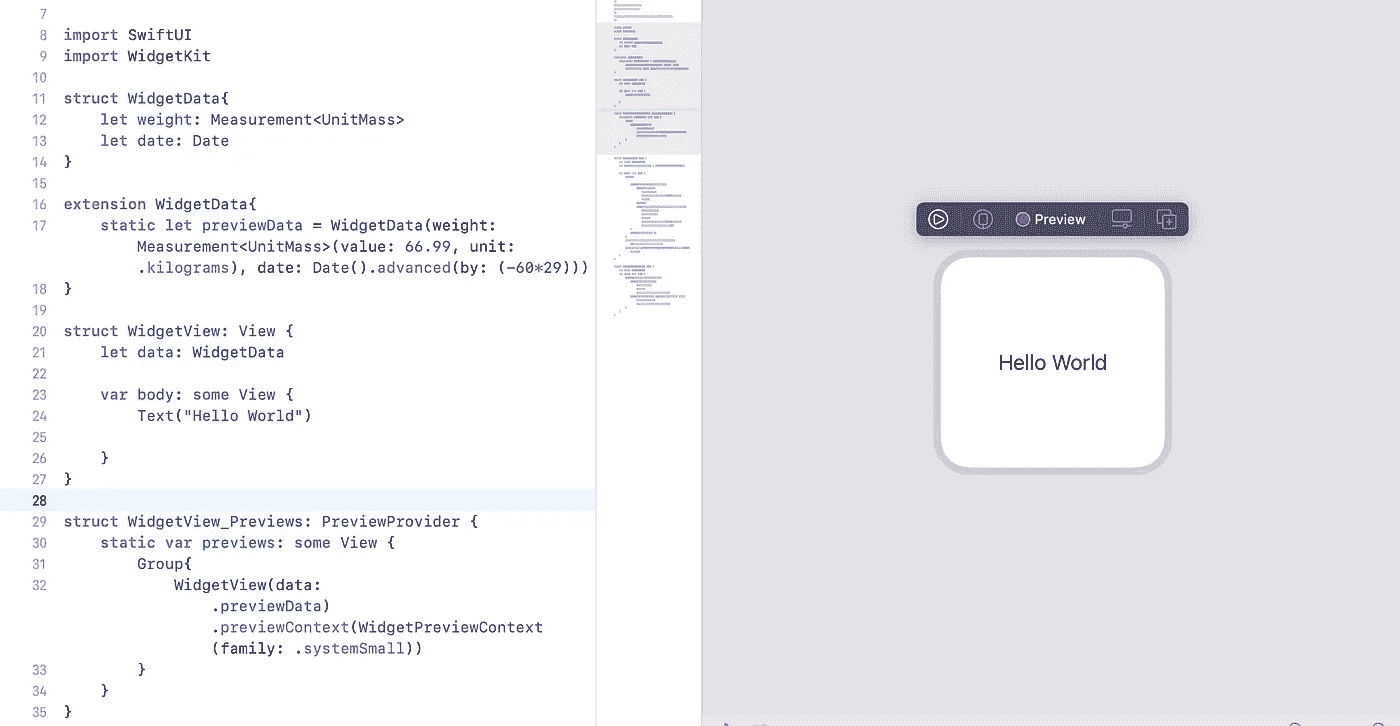 7
8 import SwiftUI
9 import WidgetKit
10
11 struct WidgetData{
12     let weight: Measurement<UnitMass>
13     let date: Date
14 }
15
16 extension WidgetData{
17     static let previewData = WidgetData(weight:
Measurement<UnitMass>(value: 66.99, unit:
.kilograms), date: Date().advanced(by: (-60*29)))
18 }
19
20 struct WidgetView: View {
21     let data: WidgetData
22
23     var body: some View {
24         Text("Hello World")
25
26     }
27 }
28
29 struct WidgetView_Previews: PreviewProvider {
30     static var previews: some View {
31         Group{
32             WidgetView(data:
.previewData)
.previewContext(WidgetPreviewContext
(family: .systemSmall))
33         }
34     }
35 }
Preview
Hello World